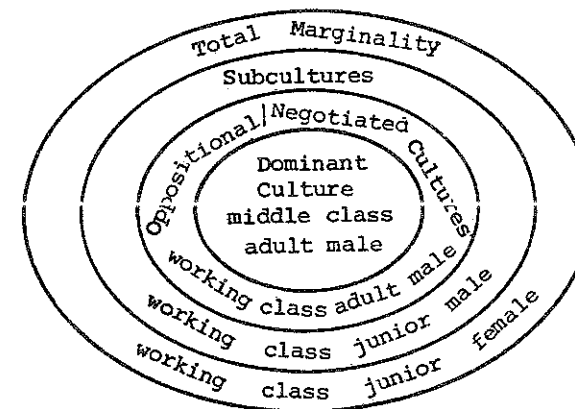 Total Marginality
Subcultures
Oppositional/Negotiated Cultures
Dominant
Culture
middle class
adult male
working class adult male
working class junior male
working class junior female